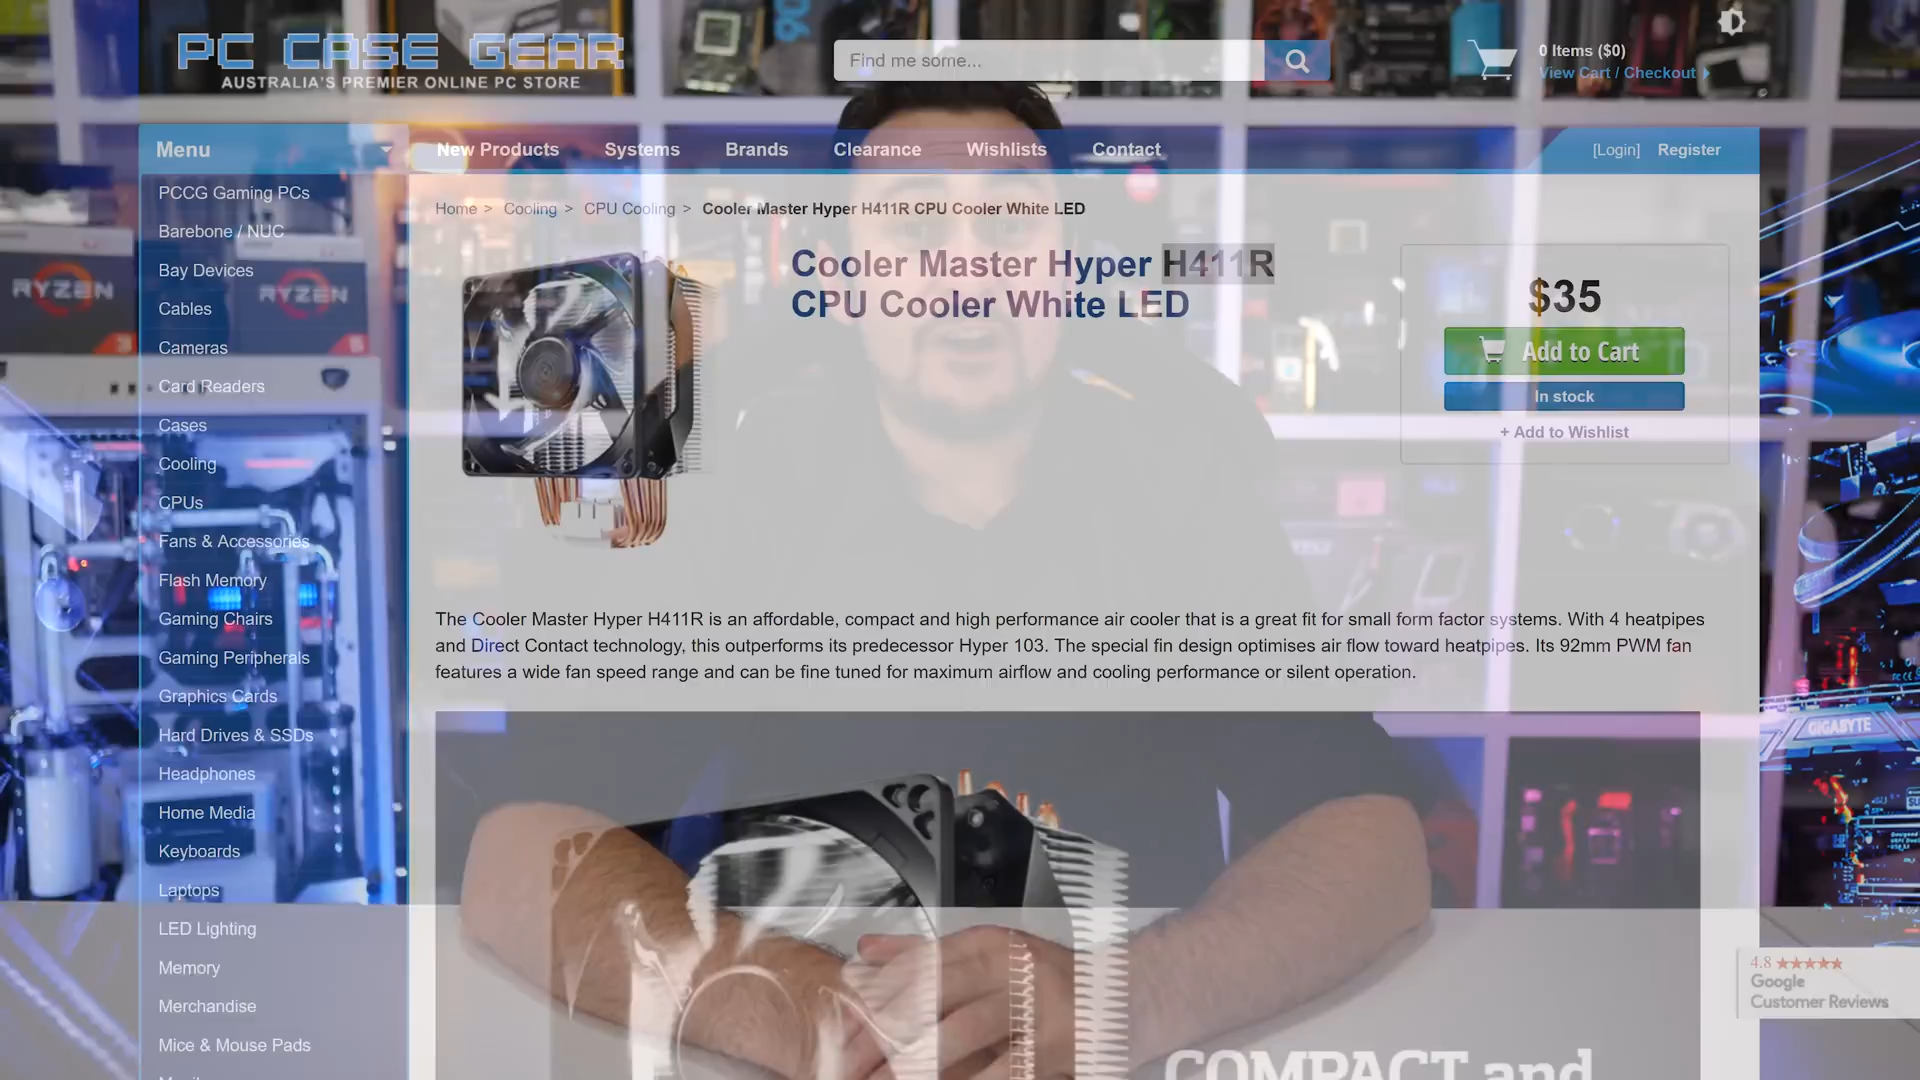 PC CASE GEAR
AUSTRALIA'S PREMIER ONLINE PC STORE
Find me some...
0 Items ($0)
View Cart / Checkout
Menu
New Products
Systems
Brands
Clearance
Wishlists
Contact
[Login]
Register
PCCG Gaming PCs
Barebone / NUC
Bay Devices
Cables
Cameras
Card Readers
Cases
Cooling
CPUs
Fans & Accessories
Flash Memory
Gaming Chairs
Gaming Peripherals
Graphics Cards
Hard Drives & SSDs
Headphones
Home Media
Keyboards
Laptops
LED Lighting
Memory
Merchandise
Mice & Mouse Pads
Home > Cooling > CPU Cooling > Cooler Master Hyper H411R CPU Cooler White LED
Cooler Master Hyper H411R
CPU Cooler White LED
$35
Add to Cart
In stock
+ Add to Wishlist
The Cooler Master Hyper H411R is an affordable, compact and high performance air cooler that is a great fit for small form factor systems. With 4 heatpipes
and Direct Contact technology, this outperforms its predecessor Hyper 103. The special fin design optimises air flow toward heatpipes. Its 92mm PWM fan
features a wide fan speed range and can be fine tuned for maximum airflow and cooling performance or silent operation.
COMPACT and
RYZEN
RYZEN
GIGABYTE
4.8 ★★★★★
Google
Customer Reviews